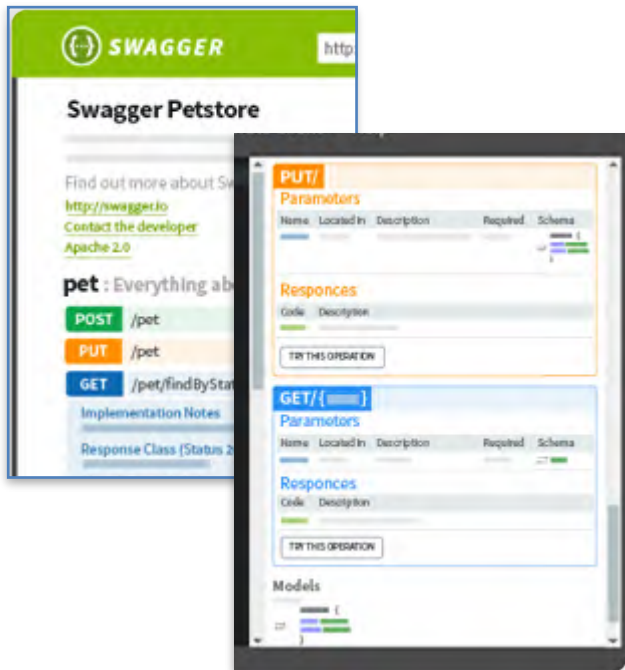 {··} SWAGGER
http:
Swagger Petstore
Find out more about Sw
http://swagger.io
Contact the developer
Apache 2.0
pet : Everything ab
POST /pet
PUT /pet
GET /pet/findByStat
Implementation Notes
Response Class (Status 2
PUT/
Parameters
Name Located In Description Required Schema
{
}
Responces
Code Description
TRY THIS OPERATION
GET/{ }
Parameters
Name Located In Description Required Schema
Responces
Code Description
TRY THIS OPERATION
Models
{
}